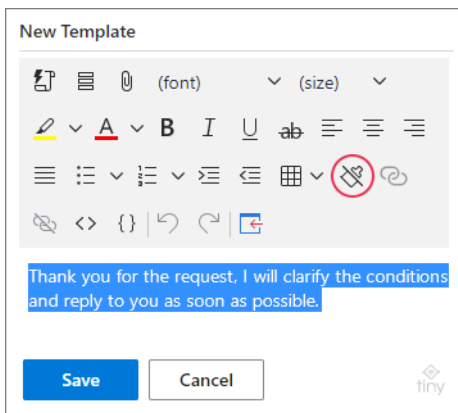 New Template
(font) (size)
A B I U ab
<> {}
Thank you for the request, I will clarify the conditions
and reply to you as soon as possible.
Save Cancel
tiny